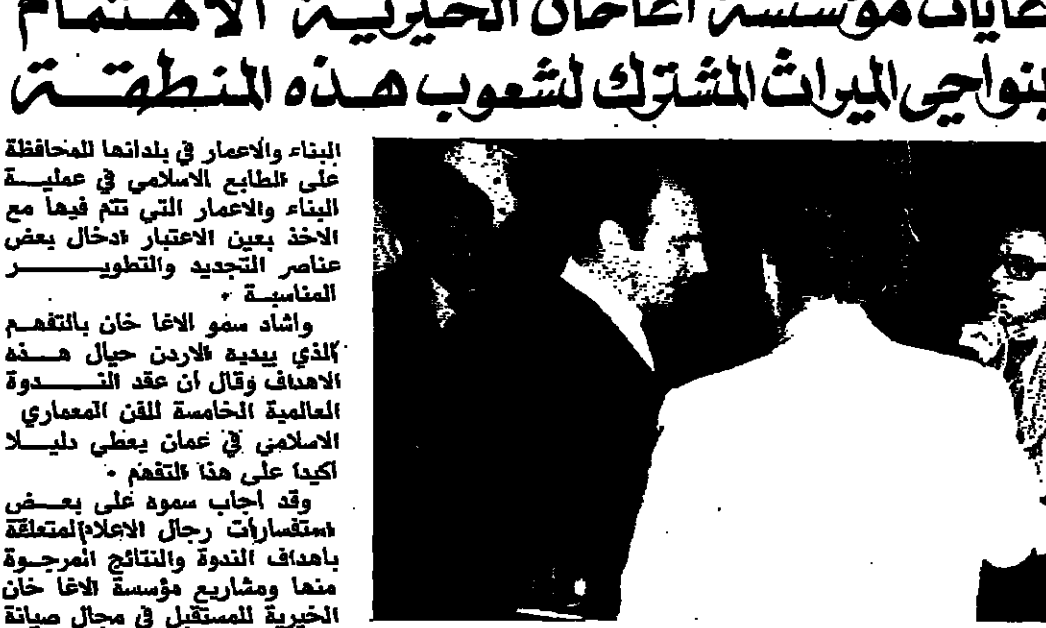 غايات مؤسسة اغاخان الخيرية الاهتمام
بنواحي الميراث المشترك لشعوب هذه المنطقة
البناء والاعمار في بلدانها للمحافظة
على الطابع الاسلامي في عملية
البناء والاعمار التي تتم فيها مع
الاخذ بعين الاعتبار ادخال بعض
عناصر التجديد والتطوير
المناسبة ٠
واشاد سمو الاغا خان بالتفهم
الذي يبديه الاردن حيال هذه
الاهداف وقال ان عقد الندوة
العالمية الخامسة للفن المعماري
الاسلامي في عمان يعطي دليلا
اكيدا على هذا التفهم ٠
وقد اجاب سموه على بعض
استفسارات رجال الاعلام المتعلقة
باهداف الندوة والنتائج المرجوة
منها ومشاريع مؤسسة الاغا خان
الخيرية للمستقبل في مجال صيانة